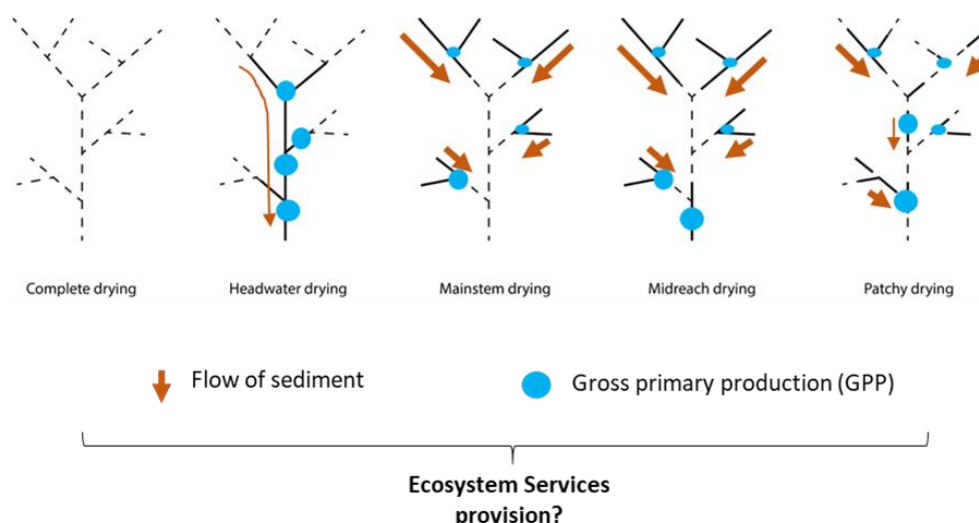 Complete drying
Headwater drying
Mainstem drying
Midreach drying
Patchy drying
Flow of sediment
Gross primary production (GPP)
Ecosystem Services
provision?